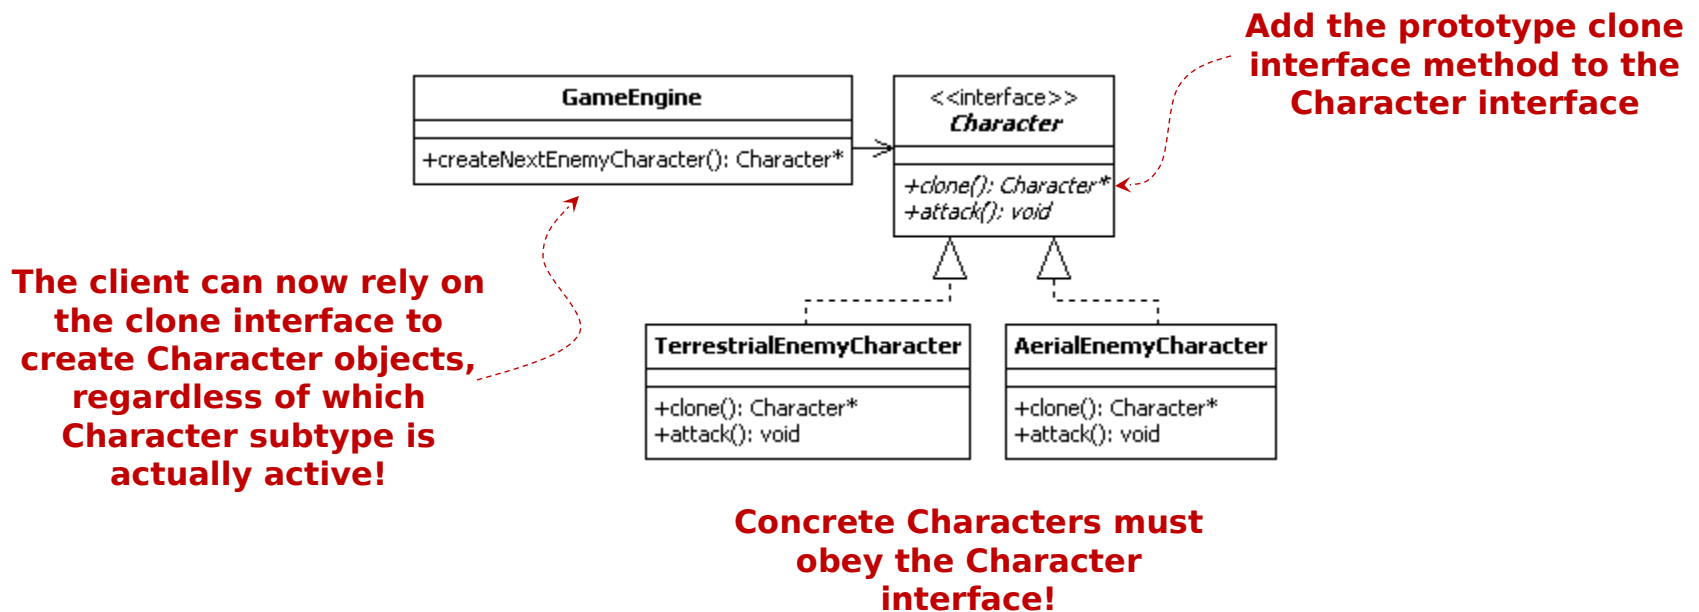 Add the prototype clone
interface method to the
Character interface
GameEngine
+createNextEnemyCharacter(): Character*
<<interface>>
Character
+clone(): Character*
+attack(): void
The client can now rely on
the clone interface to
create Character objects,
regardless of which
Character subtype is
actually active!
TerrestrialEnemyCharacter
+clone(): Character*
+attack(): void
AerialEnemyCharacter
+clone(): Character*
+attack(): void
Concrete Characters must
obey the Character
interface!